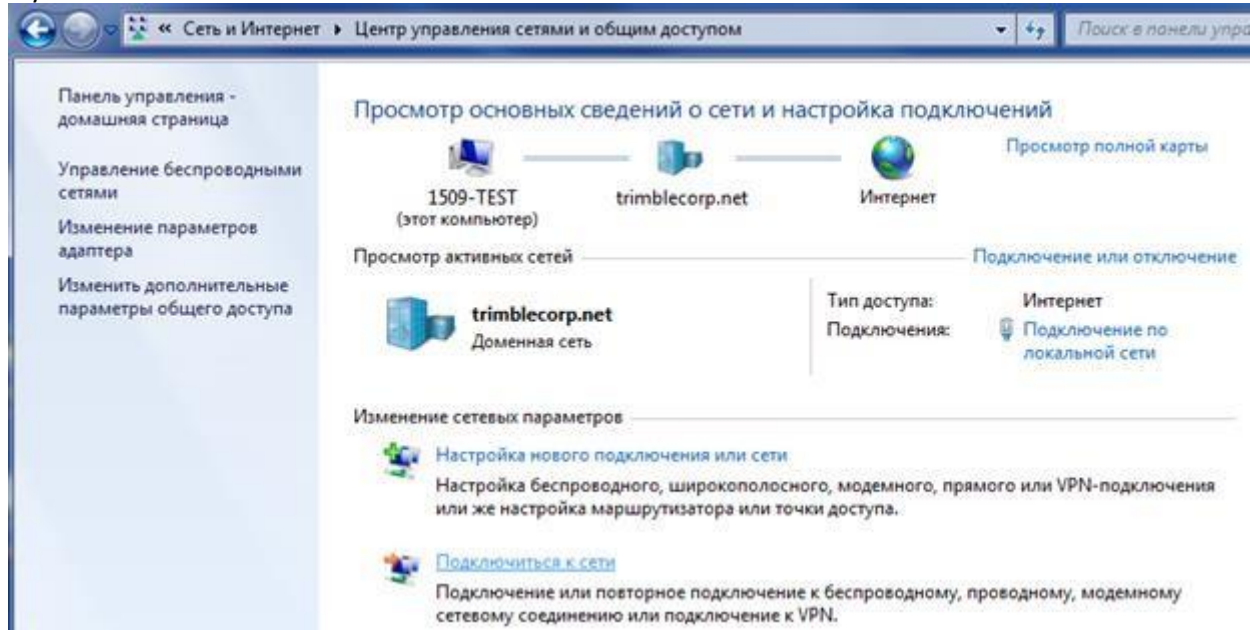 « Сеть и Интернет ▸ Центр управления сетями и общим доступом
Поиск в панели упра
Панель управления -
домашняя страница
Управление беспроводными
сетями
Изменение параметров
адаптера
Изменить дополнительные
параметры общего доступа
Просмотр основных сведений о сети и настройка подключений
Просмотр полной карты
1509-TEST
(этот компьютер)
trimblecorp.net
Интернет
Просмотр активных сетей
Подключение или отключение
trimblecorp.net
Доменная сеть
Тип доступа: Интернет
Подключения: Подключение по
локальной сети
Изменение сетевых параметров
Настройка нового подключения или сети
Настройка беспроводного, широкополосного, модемного, прямого или VPN-подключения
или же настройка маршрутизатора или точки доступа.
Подключиться к сети
Подключение или повторное подключение к беспроводному, проводному, модемному
сетевому соединению или подключение к VPN.